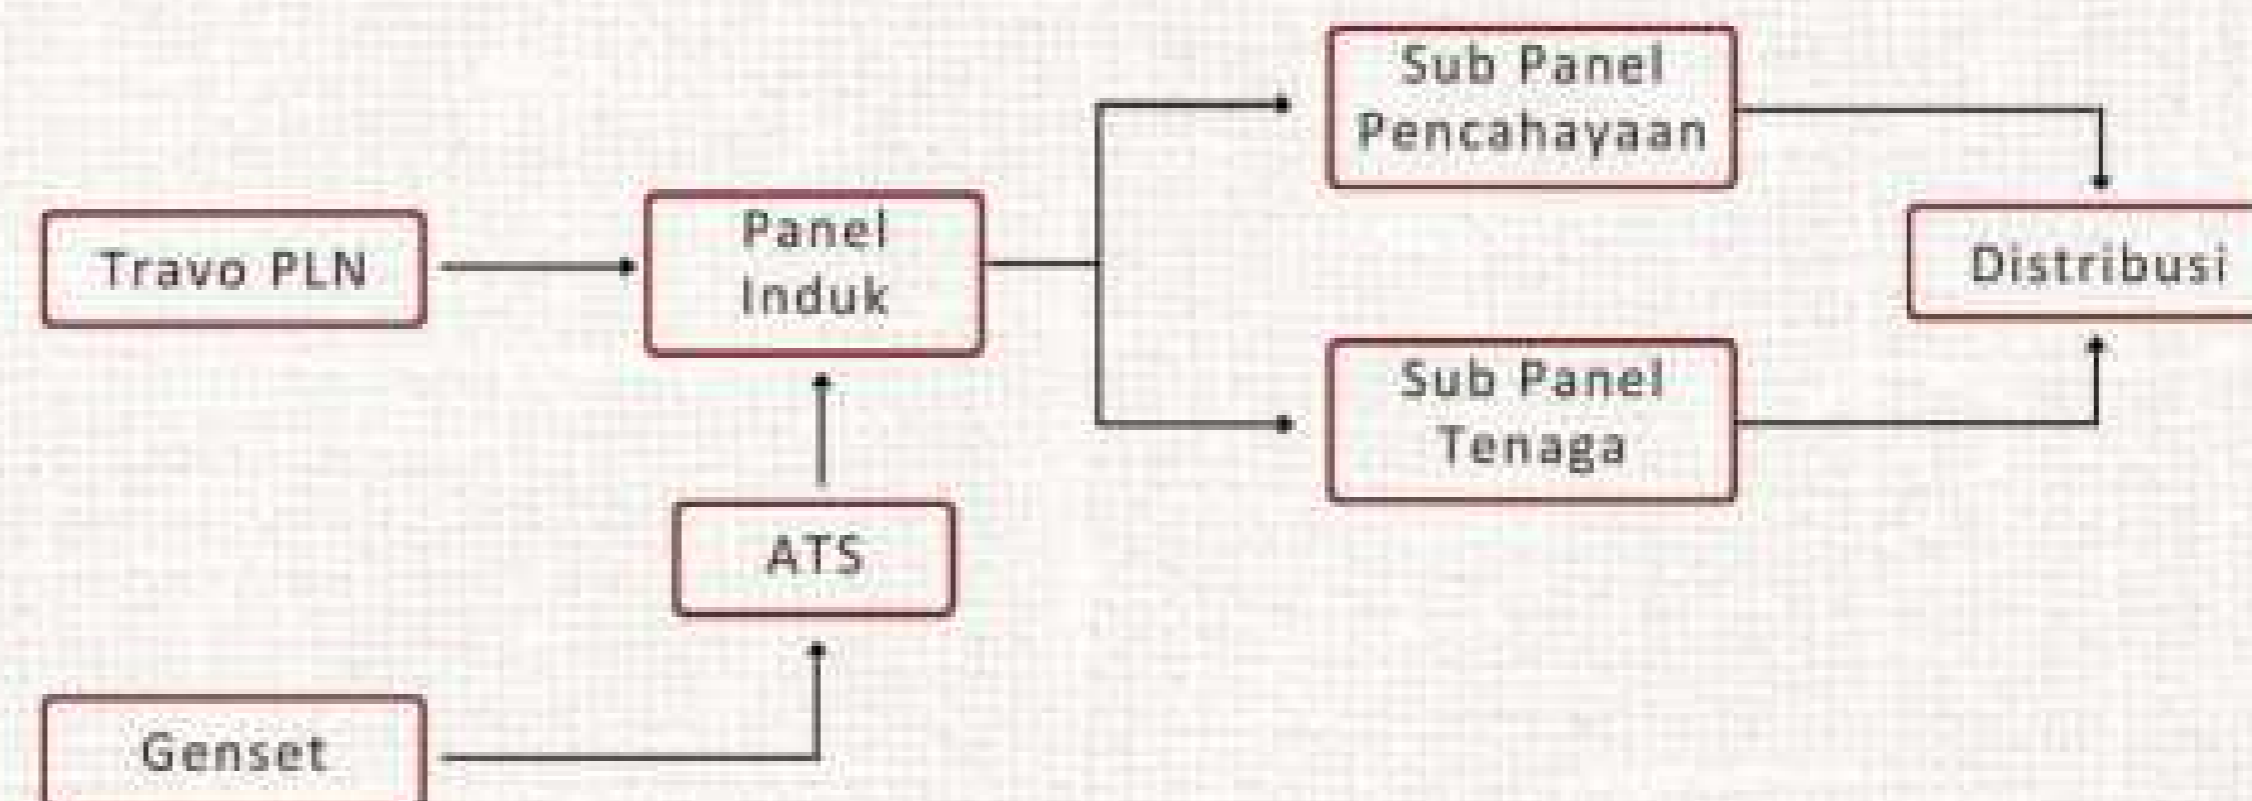 Sub Panel
Pencahayaan
Travo PLN
Panel
Induk
Distribusi
Sub Panel
Tenaga
ATS
Genset